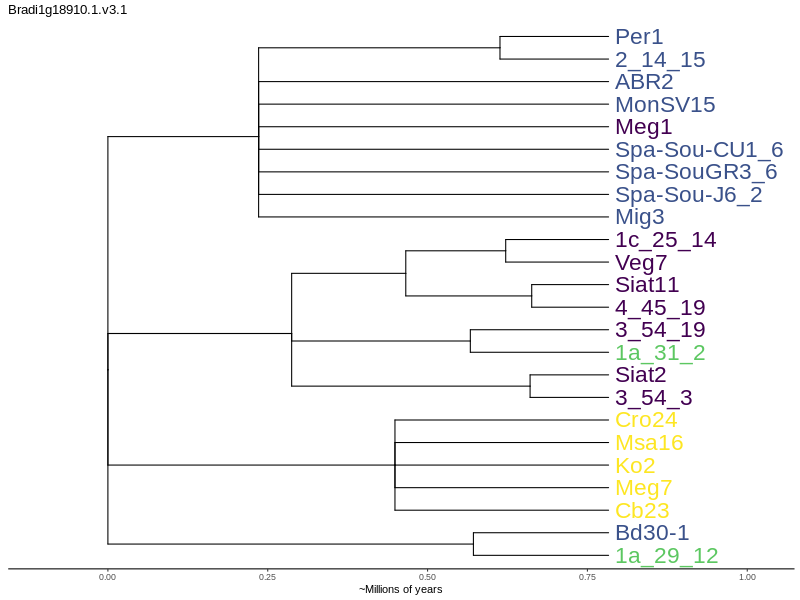 Bradi1g18910.1.v3.1
Per1
2_14_15
ABR2
MonSV15
Meg1
Spa-Sou-CU1_6
Spa-SouGR3_6
Spa-Sou-J6_2
Mig3
1c_25_14
Veg7
Siat11
4_45_19
3_54_19
1a_31_2
Siat2
3_54_3
Cro24
Msa16
Ko2
Meg7
Cb23
Bd30-1
1a_29_12
0.00 0.25 0.50 0.75 1.00
~Millions of years